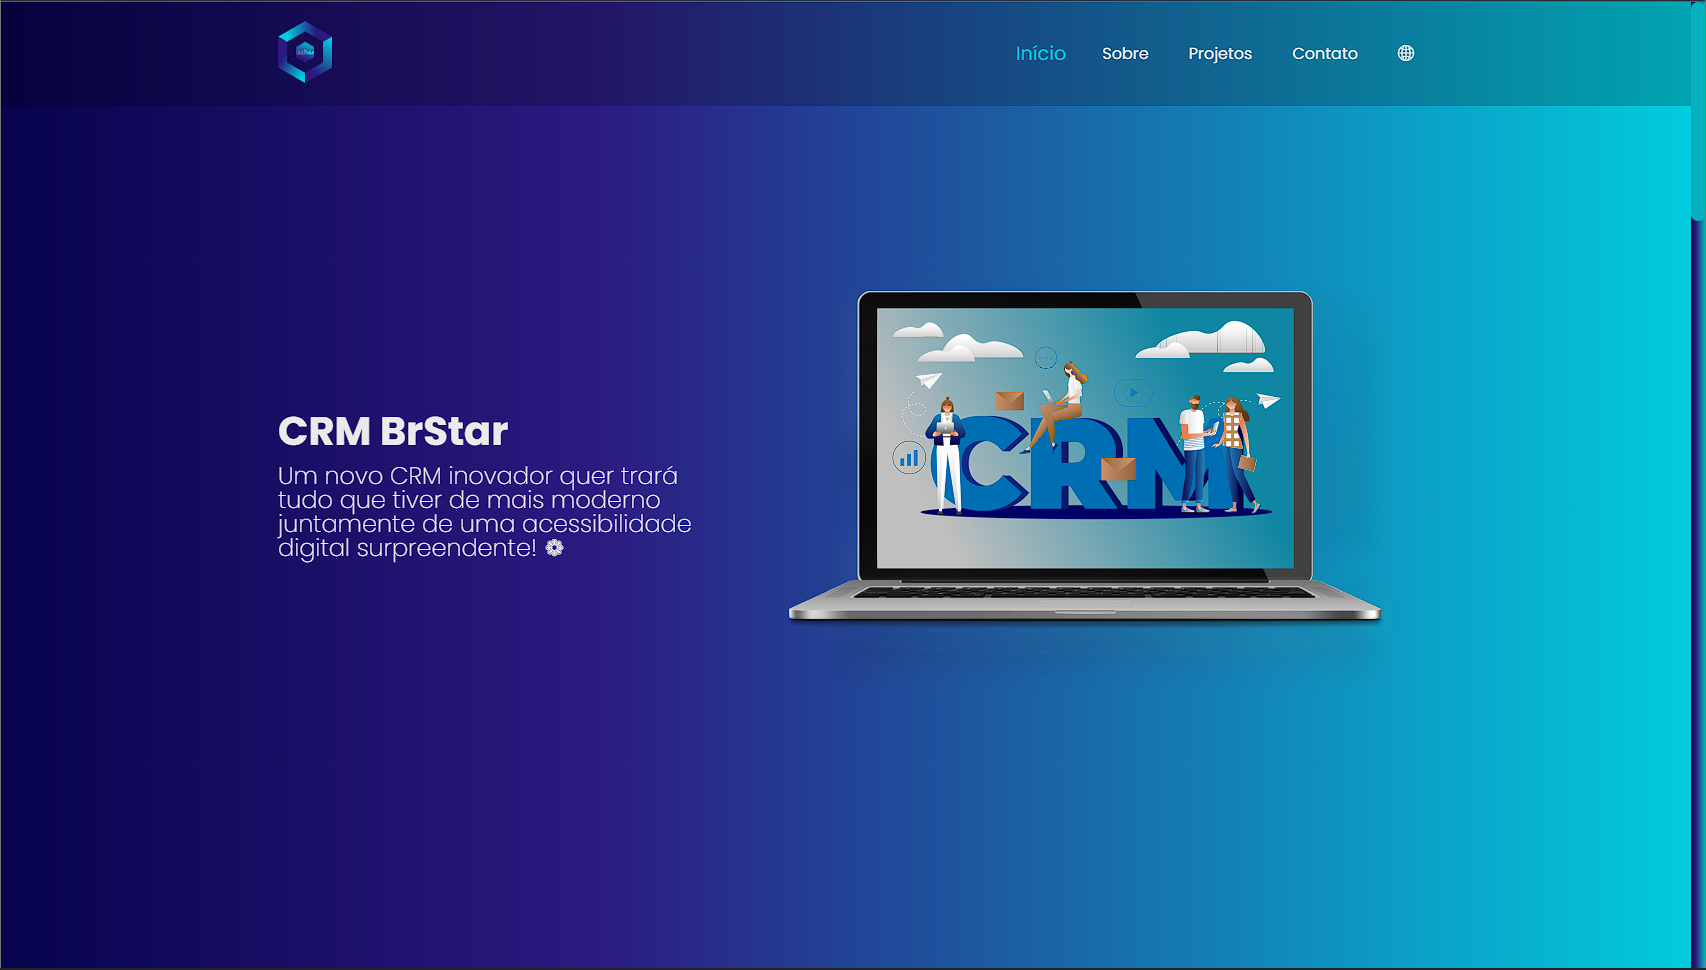 Início Sobre Projetos Contato
CRM BrStar
Um novo CRM inovador quer trará
tudo que tiver de mais moderno
juntamente de uma acessibilidade
digital surpreendente!
CRM